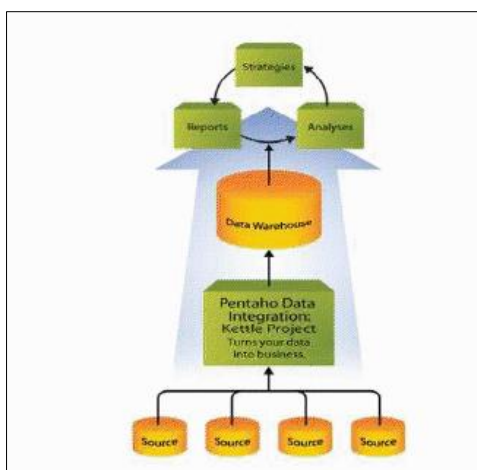 Strategies
Reports
Analyses
Data Warehouse
Pentaho Data
Integration:
Kettle Project
Turns your data
into business.
Source
Source
Source
Source